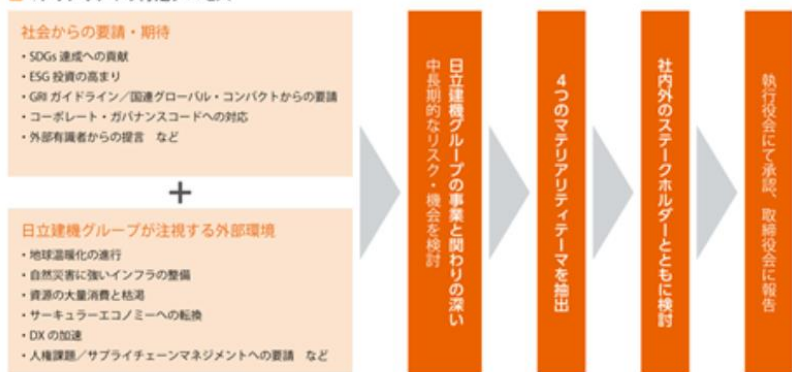 社会からの要請・期待
・SDGs 達成への貢献
・ESG 投資の高まり
・GRI ガイドライン／国連グローバル・コンパクトからの要請
・コーポレート・ガバナンスコードへの対応
・外部有識者からの提言　など
+
日立建機グループが注視する外部環境
・地球温暖化の進行
・自然災害に強いインフラの整備
・資源の大量消費と枯渇
・サーキュラーエコノミーへの転換
・DX の加速
・人権課題／サプライチェーンマネジメントへの要請　など
日立建機グループの事業と関わりの深い
中長期的なリスク・機会を検討
4つのマテリアリティテーマを抽出
社内外のステークホルダーとともに検討
執行役会にて承認、取締役会に報告